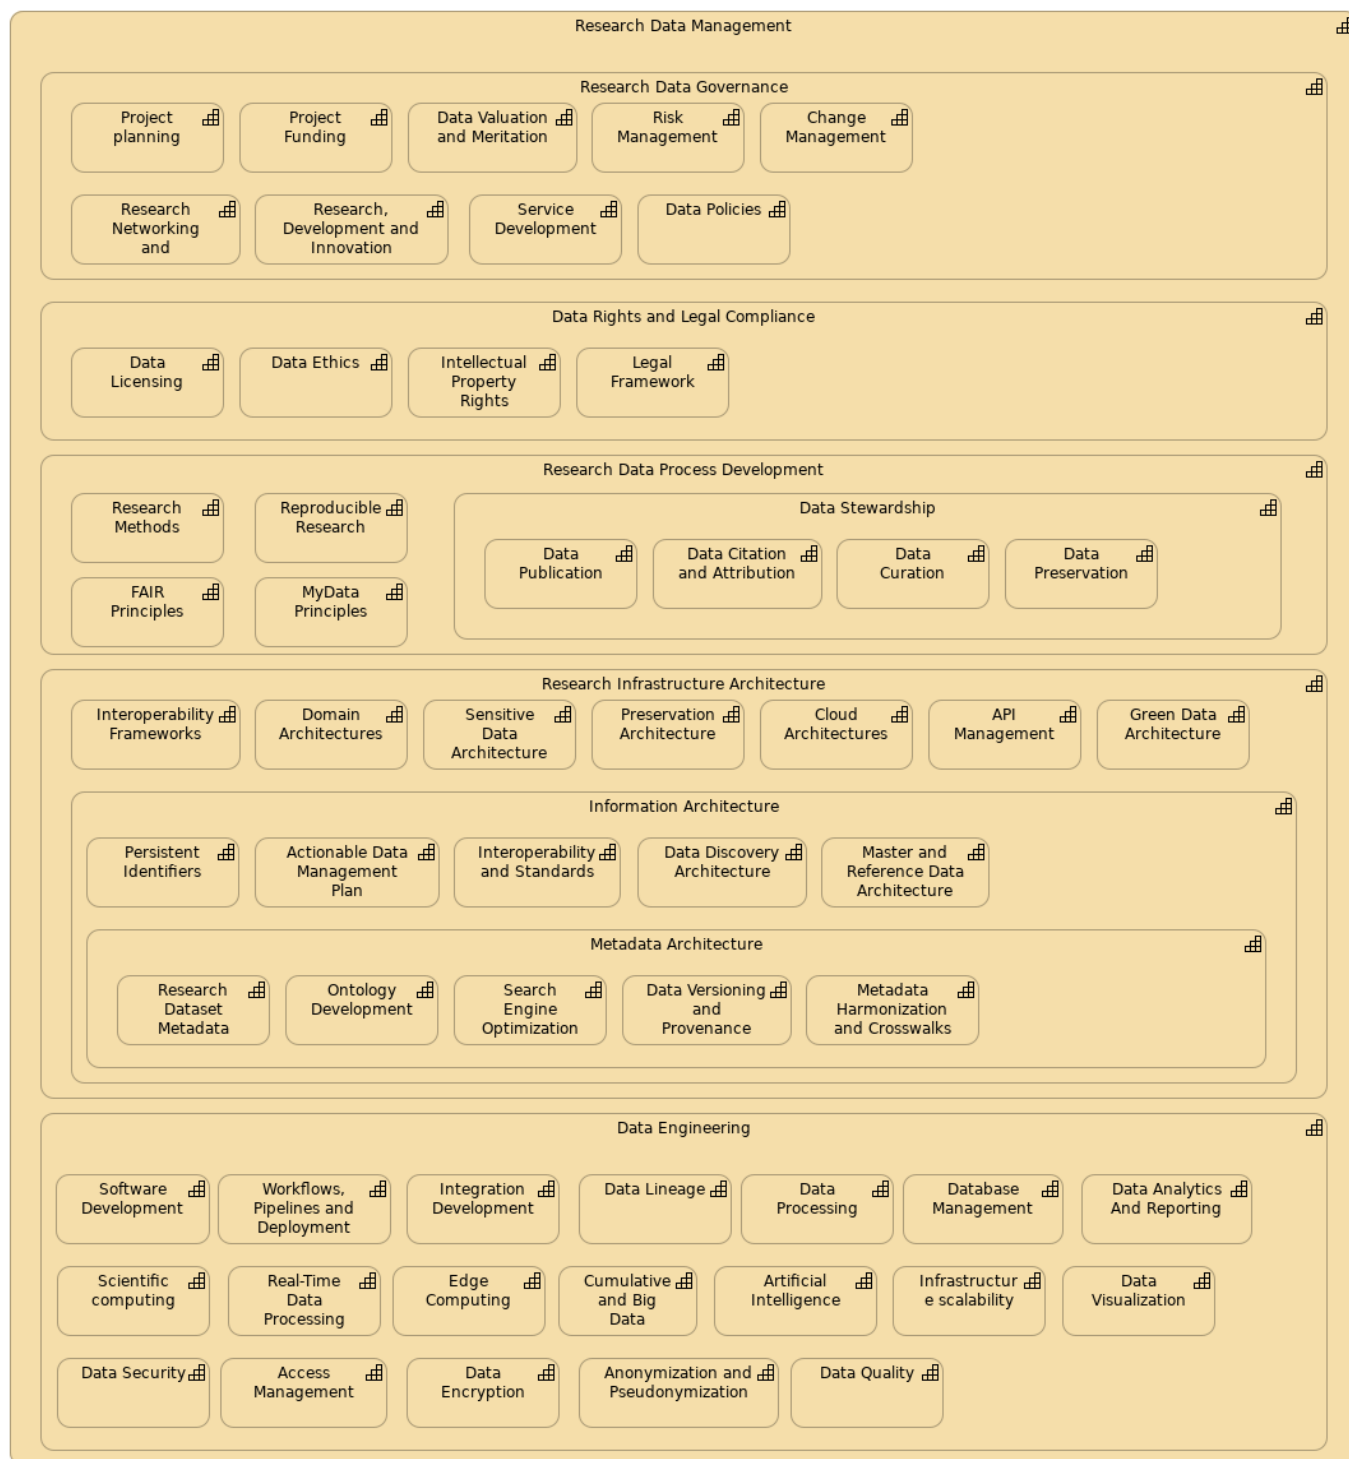 Research Data Management
Research Data Governance
Project
planning
Project
Funding
Data Valuation
and Meritation
Risk
Management
Change
Management
Research
Networking
and
Research,
Development and
Innovation
Service
Development
Data Policies
Data Rights and Legal Compliance
Data
Licensing
Data Ethics
Intellectual
Property
Rights
Legal
Framework
Research Data Process Development
Research
Methods
Reproducible
Research
FAIR
Principles
MyData
Principles
Data Stewardship
Data
Publication
Data Citation
and Attribution
Data
Curation
Data
Preservation
Research Infrastructure Architecture
Interoperability
Frameworks
Domain
Architectures
Sensitive
Data
Architecture
Preservation
Architecture
Cloud
Architectures
API
Management
Green Data
Architecture
Information Architecture
Persistent
Identifiers
Actionable Data
Management
Plan
Interoperability
and Standards
Data Discovery
Architecture
Master and
Reference Data
Architecture
Metadata Architecture
Research
Dataset
Metadata
Ontology
Development
Search
Engine
Optimization
Data Versioning
and
Provenance
Metadata
Harmonization
and Crosswalks
Data Engineering
Software
Development
Workflows,
Pipelines and
Deployment
Integration
Development
Data Lineage
Data
Processing
Database
Management
Data Analytics
And Reporting
Scientific
computing
Real-Time
Data
Processing
Edge
Computing
Cumulative
and Big
Data
Artificial
Intelligence
Infrastructur
e scalability
Data
Visualization
Data Security
Access
Management
Data
Encryption
Anonymization and
Pseudonymization
Data Quality